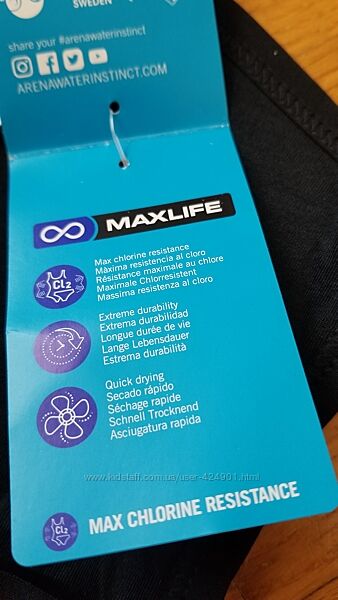 SWEDEN
share your #arenawaterinstinct
ARENAWATERINSTINCT.COM
MAXLIFE
Cl2
Max chlorine resistance
Máxima resistencia al cloro
Résistance maximale au chlore
Maximale Chlorresistent
Massima resistenza al cloro
Extreme durability
Extrema durabilidad
Longue durée de vie
Lange Lebensdauer
Estrema durabilità
Quick drying
Secado rápido
Séchage rapide
Schnell Trocknend
Asciugatura rapida
www.kidstaff.com.ua/user-424901.html
Cl2
MAX CHLORINE RESISTANCE